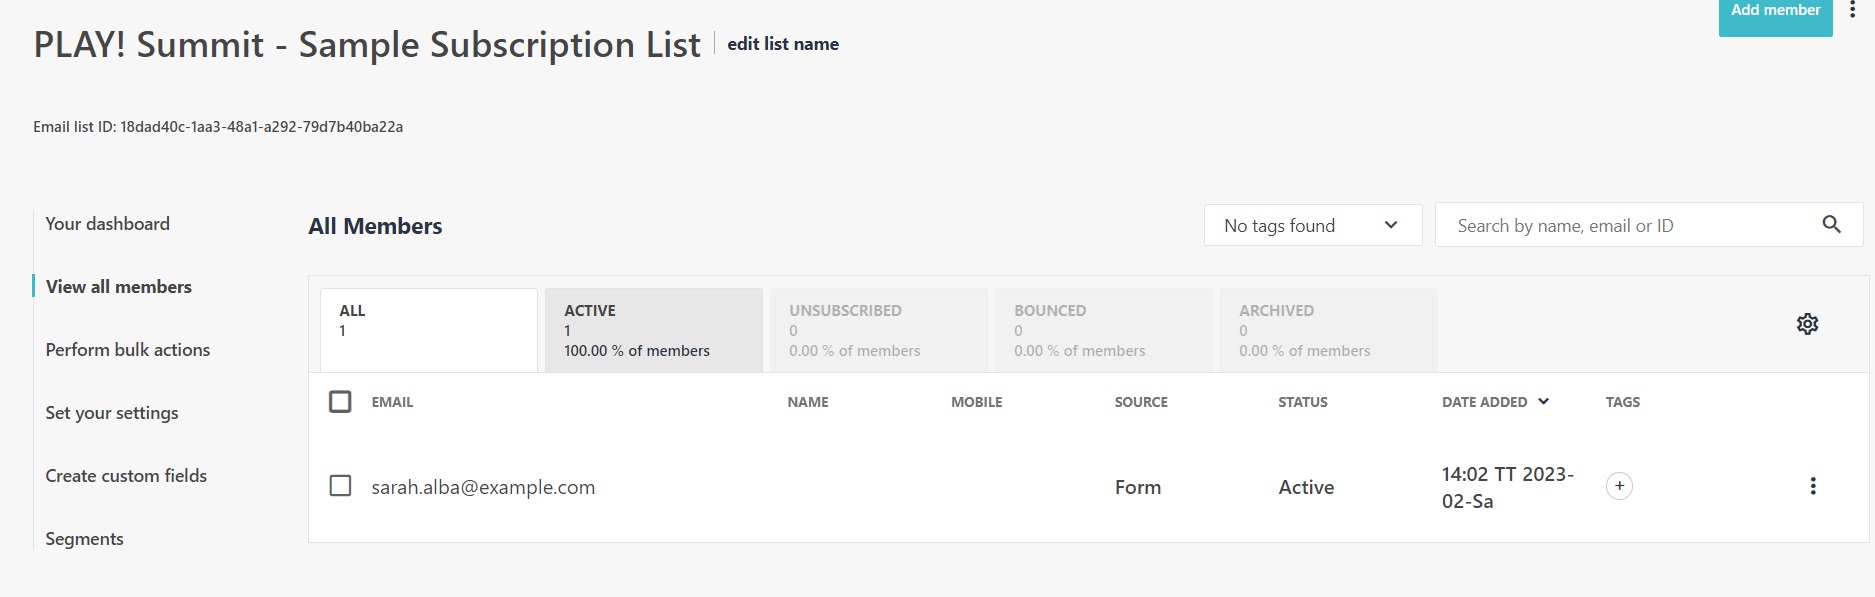 Add member
PLAY! Summit - Sample Subscription List
edit list name
Email list ID: 18dad40c-1aa3-48a1-a292-79d7b40ba22a
Your dashboard
View all members
Perform bulk actions
Set your settings
Create custom fields
Segments
All Members
No tags found
Search by name, email or ID
ALL
1
ACTIVE
1
100.00 % of members
UNSUBSCRIBED
0
0.00 % of members
BOUNCED
0
0.00 % of members
ARCHIVED
0
0.00 % of members
EMAIL NAME MOBILE SOURCE STATUS DATE ADDED TAGS
sarah.alba@example.com Form Active 14:02 TT 2023-
02-Sa